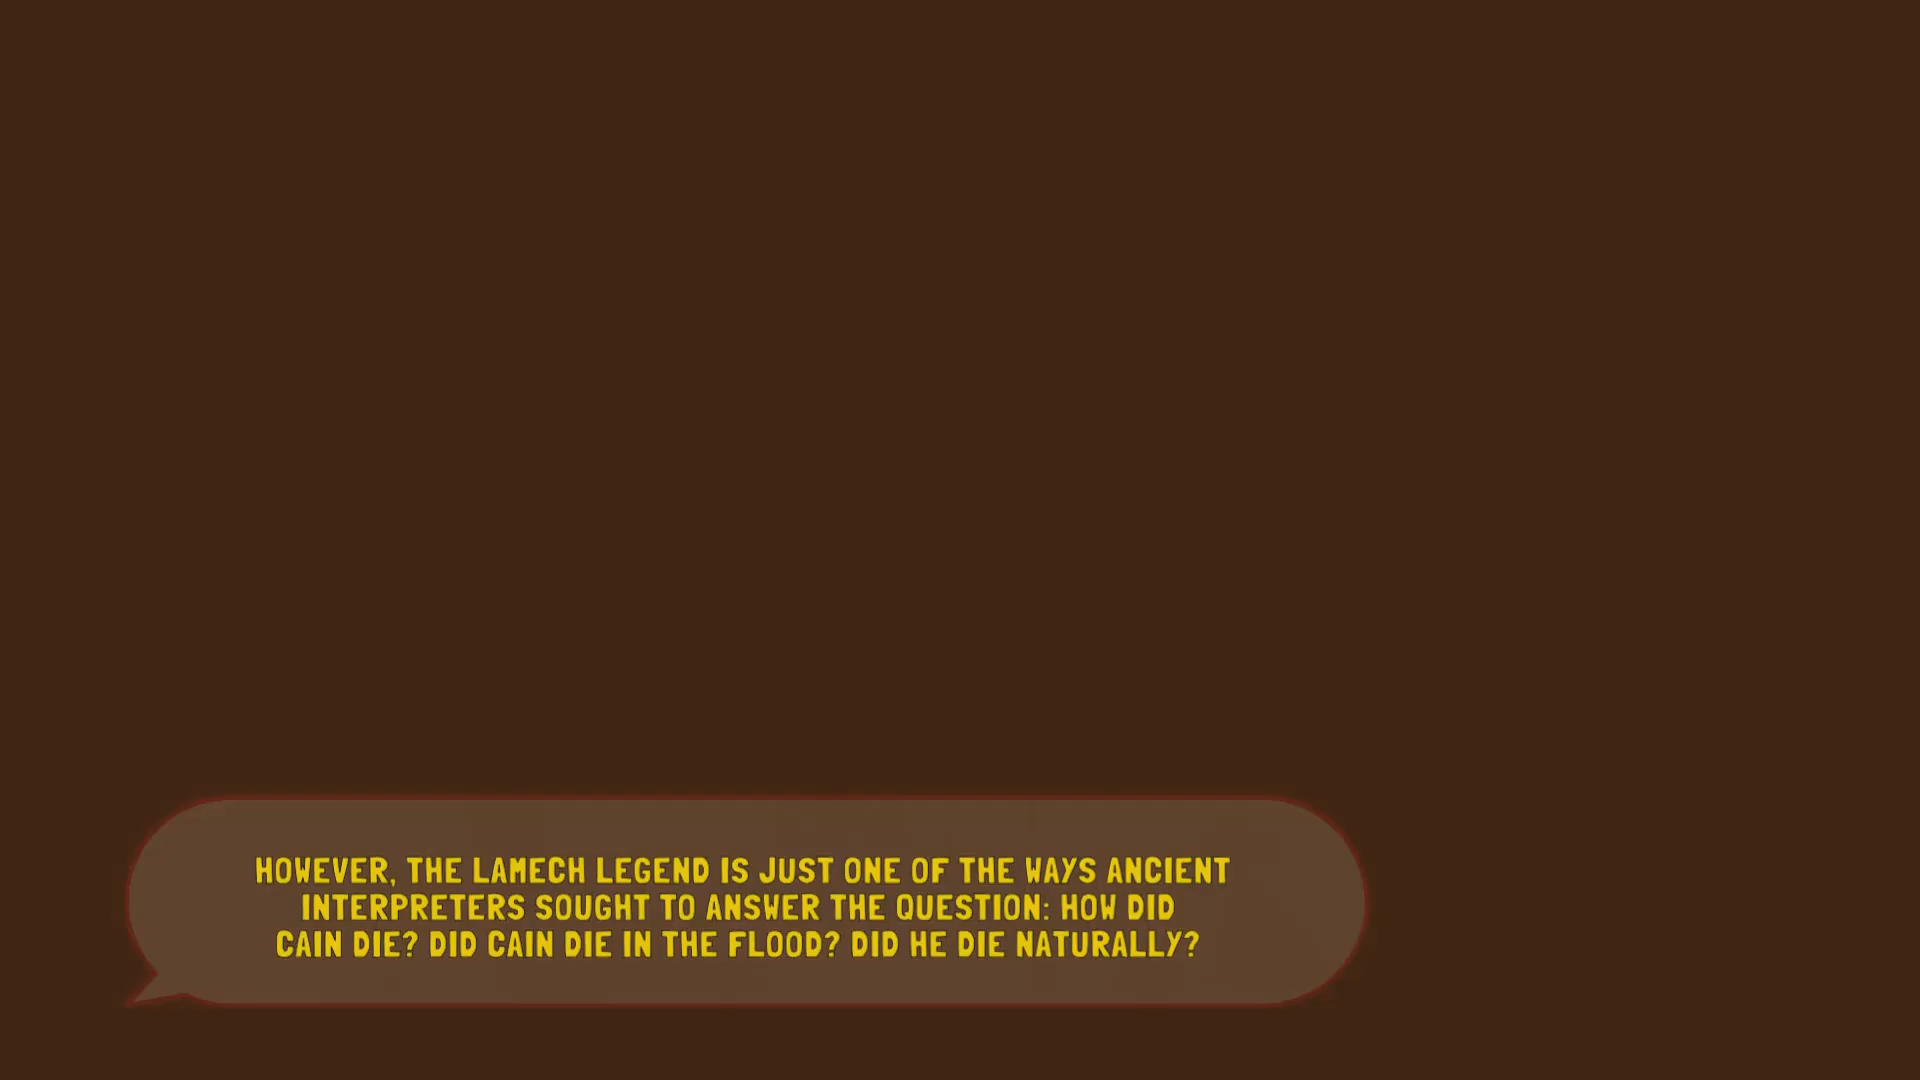 HOWEVER, THE LAMECH LEGEND IS JUST ONE OF THE WAYS ANCIENT
INTERPRETERS SOUGHT TO ANSWER THE QUESTION: HOW DID
CAIN DIE? DID CAIN DIE IN THE FLOOD? DID HE DIE NATURALLY?